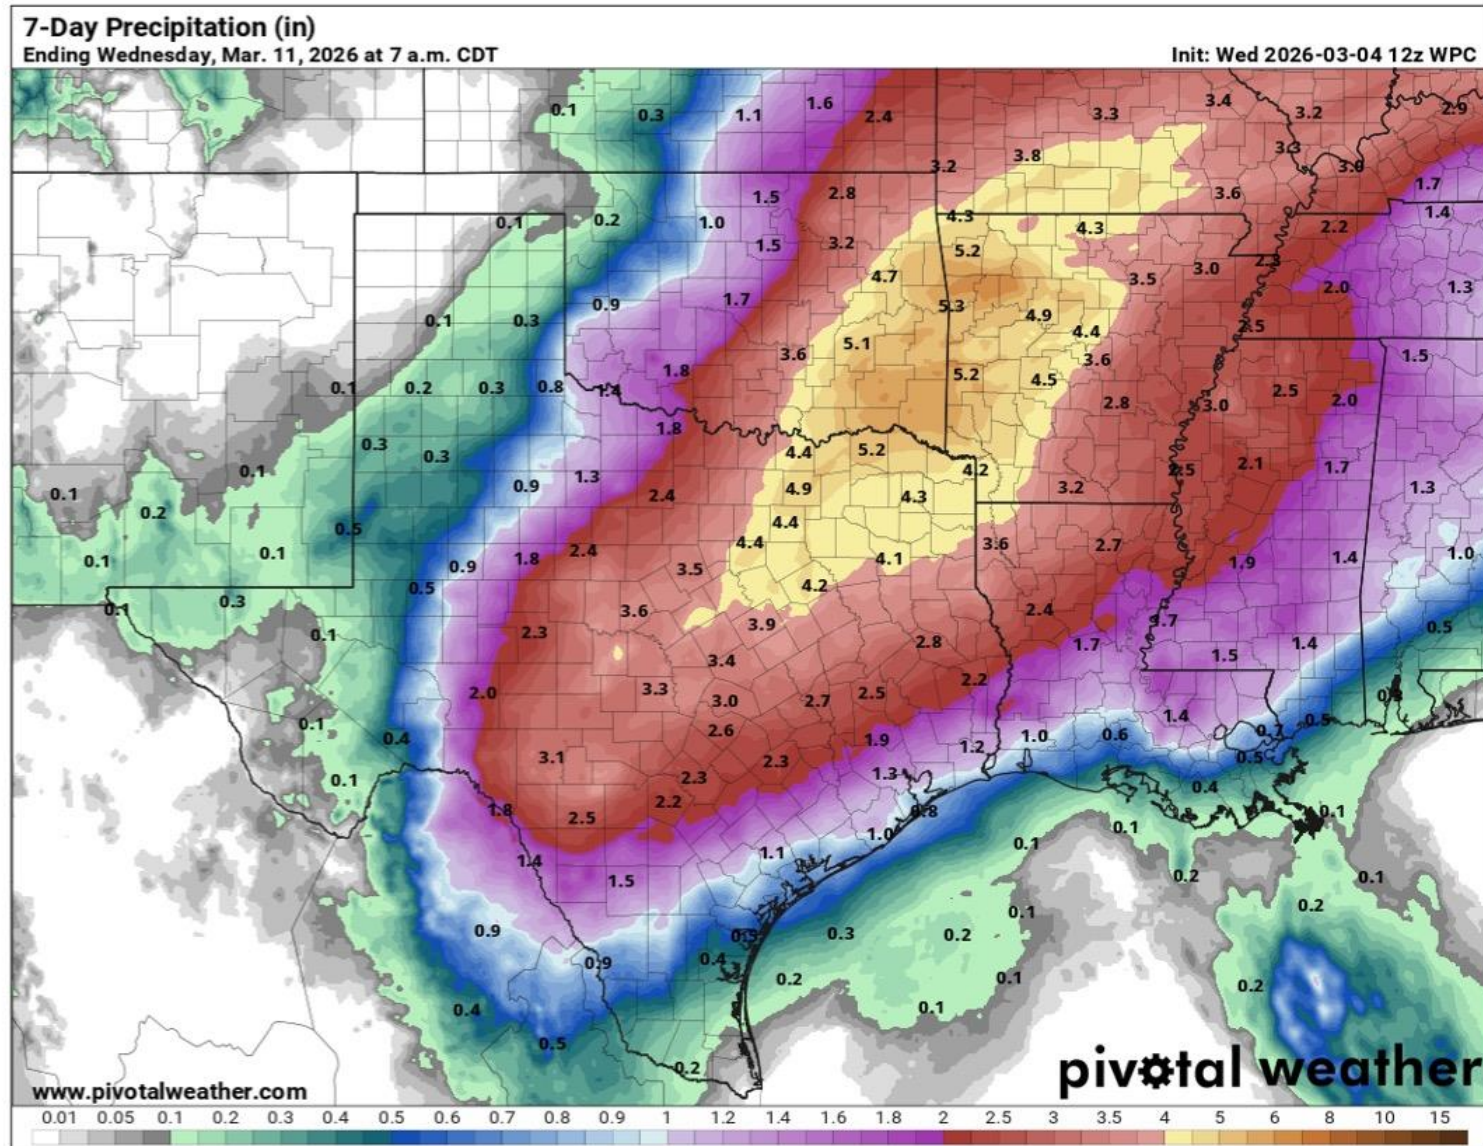 7-Day Precipitation (in)
Ending Wednesday, Mar. 11, 2026 at 7 a.m. CDT
Init: Wed 2026-03-04 12z WPC
0.1 0.3 1.1 1.6 2.4 3.3 3.4 3.2 2.9
3.2 3.8 3.3 3.0
1.5 2.8 3.6 1.7
0.1 0.2 1.0 4.3 4.3 2.2 1.4
1.5 3.2 5.2
4.7 3.5 3.0 2.3
0.9 1.7 5.3 2.0 1.3
0.1 0.3 4.9 4.4 2.5
3.6 5.1 3.6 1.5
0.1 0.2 0.3 0.8 1.4 1.8 5.2 4.5 2.5
1.8 2.8 3.0 2.0
0.3 0.3 4.4 5.2
0.1 0.9 1.3 4.2 2.5 2.1 1.7
0.1 2.4 4.9 4.3 3.2 1.3
0.2 0.5 4.4
0.1 0.1 0.9 1.8 2.4 4.4 4.1 3.6 2.7 1.9 1.4 1.0
0.5 3.5 4.2
0.1 0.3 3.6 3.9 2.4 1.7
0.1 2.3 2.8 1.7 1.5 1.4 0.5
3.4
2.0 3.3 3.0 2.7 2.5 2.2
0.1 0.4 2.6 1.9 1.2 1.0 0.6 1.4 0.7 0.5
0.1 3.1 2.3 2.3 1.3 0.5
1.8 2.5 2.2 0.8 0.4 0.1
1.4 1.1 1.0 0.1 0.1
1.5 0.2 0.1
0.9 0.3 0.2 0.1 0.2
0.9 0.4 0.2 0.1 0.2
0.4 0.1
0.5
0.2
www.pivotalweather.com
pivotal weather
0.01 0.05 0.1 0.2 0.3 0.4 0.5 0.6 0.7 0.8 0.9 1 1.2 1.4 1.6 1.8 2 2.5 3 3.5 4 5 6 8 10 15